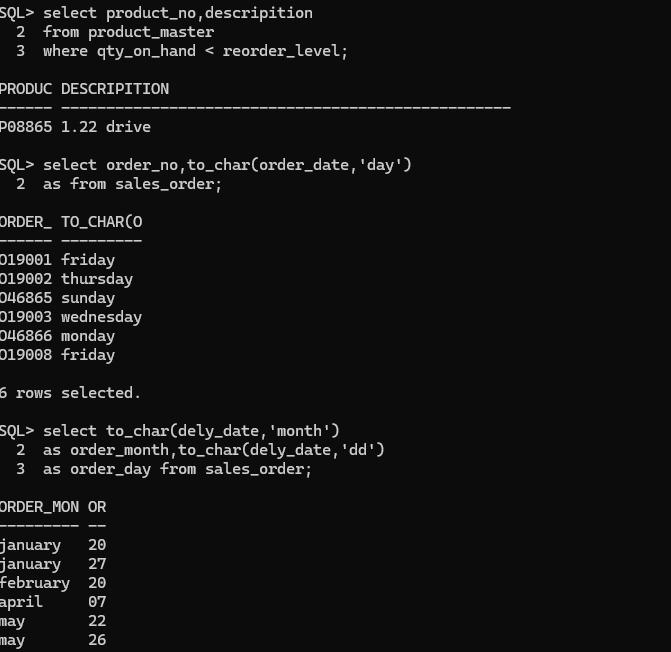 SQL> select product_no,descripition
  2  from product_master
  3  where qty_on_hand < reorder_level;
PRODUC DESCRIPITION
------ --------------------------------------------------
P08865 1.22 drive
SQL> select order_no,to_char(order_date,'day')
  2  as from sales_order;
ORDER_ TO_CHAR(O
------ ---------
O19001 friday
O19002 thursday
O46865 sunday
O19003 wednesday
O46866 monday
O19008 friday
6 rows selected.
SQL> select to_char(dely_date,'month')
  2  as order_month,to_char(dely_date,'dd')
  3  as order_day from sales_order;
ORDER_MON OR
--------- --
january   20
january   27
february  20
april     07
may       22
may       26